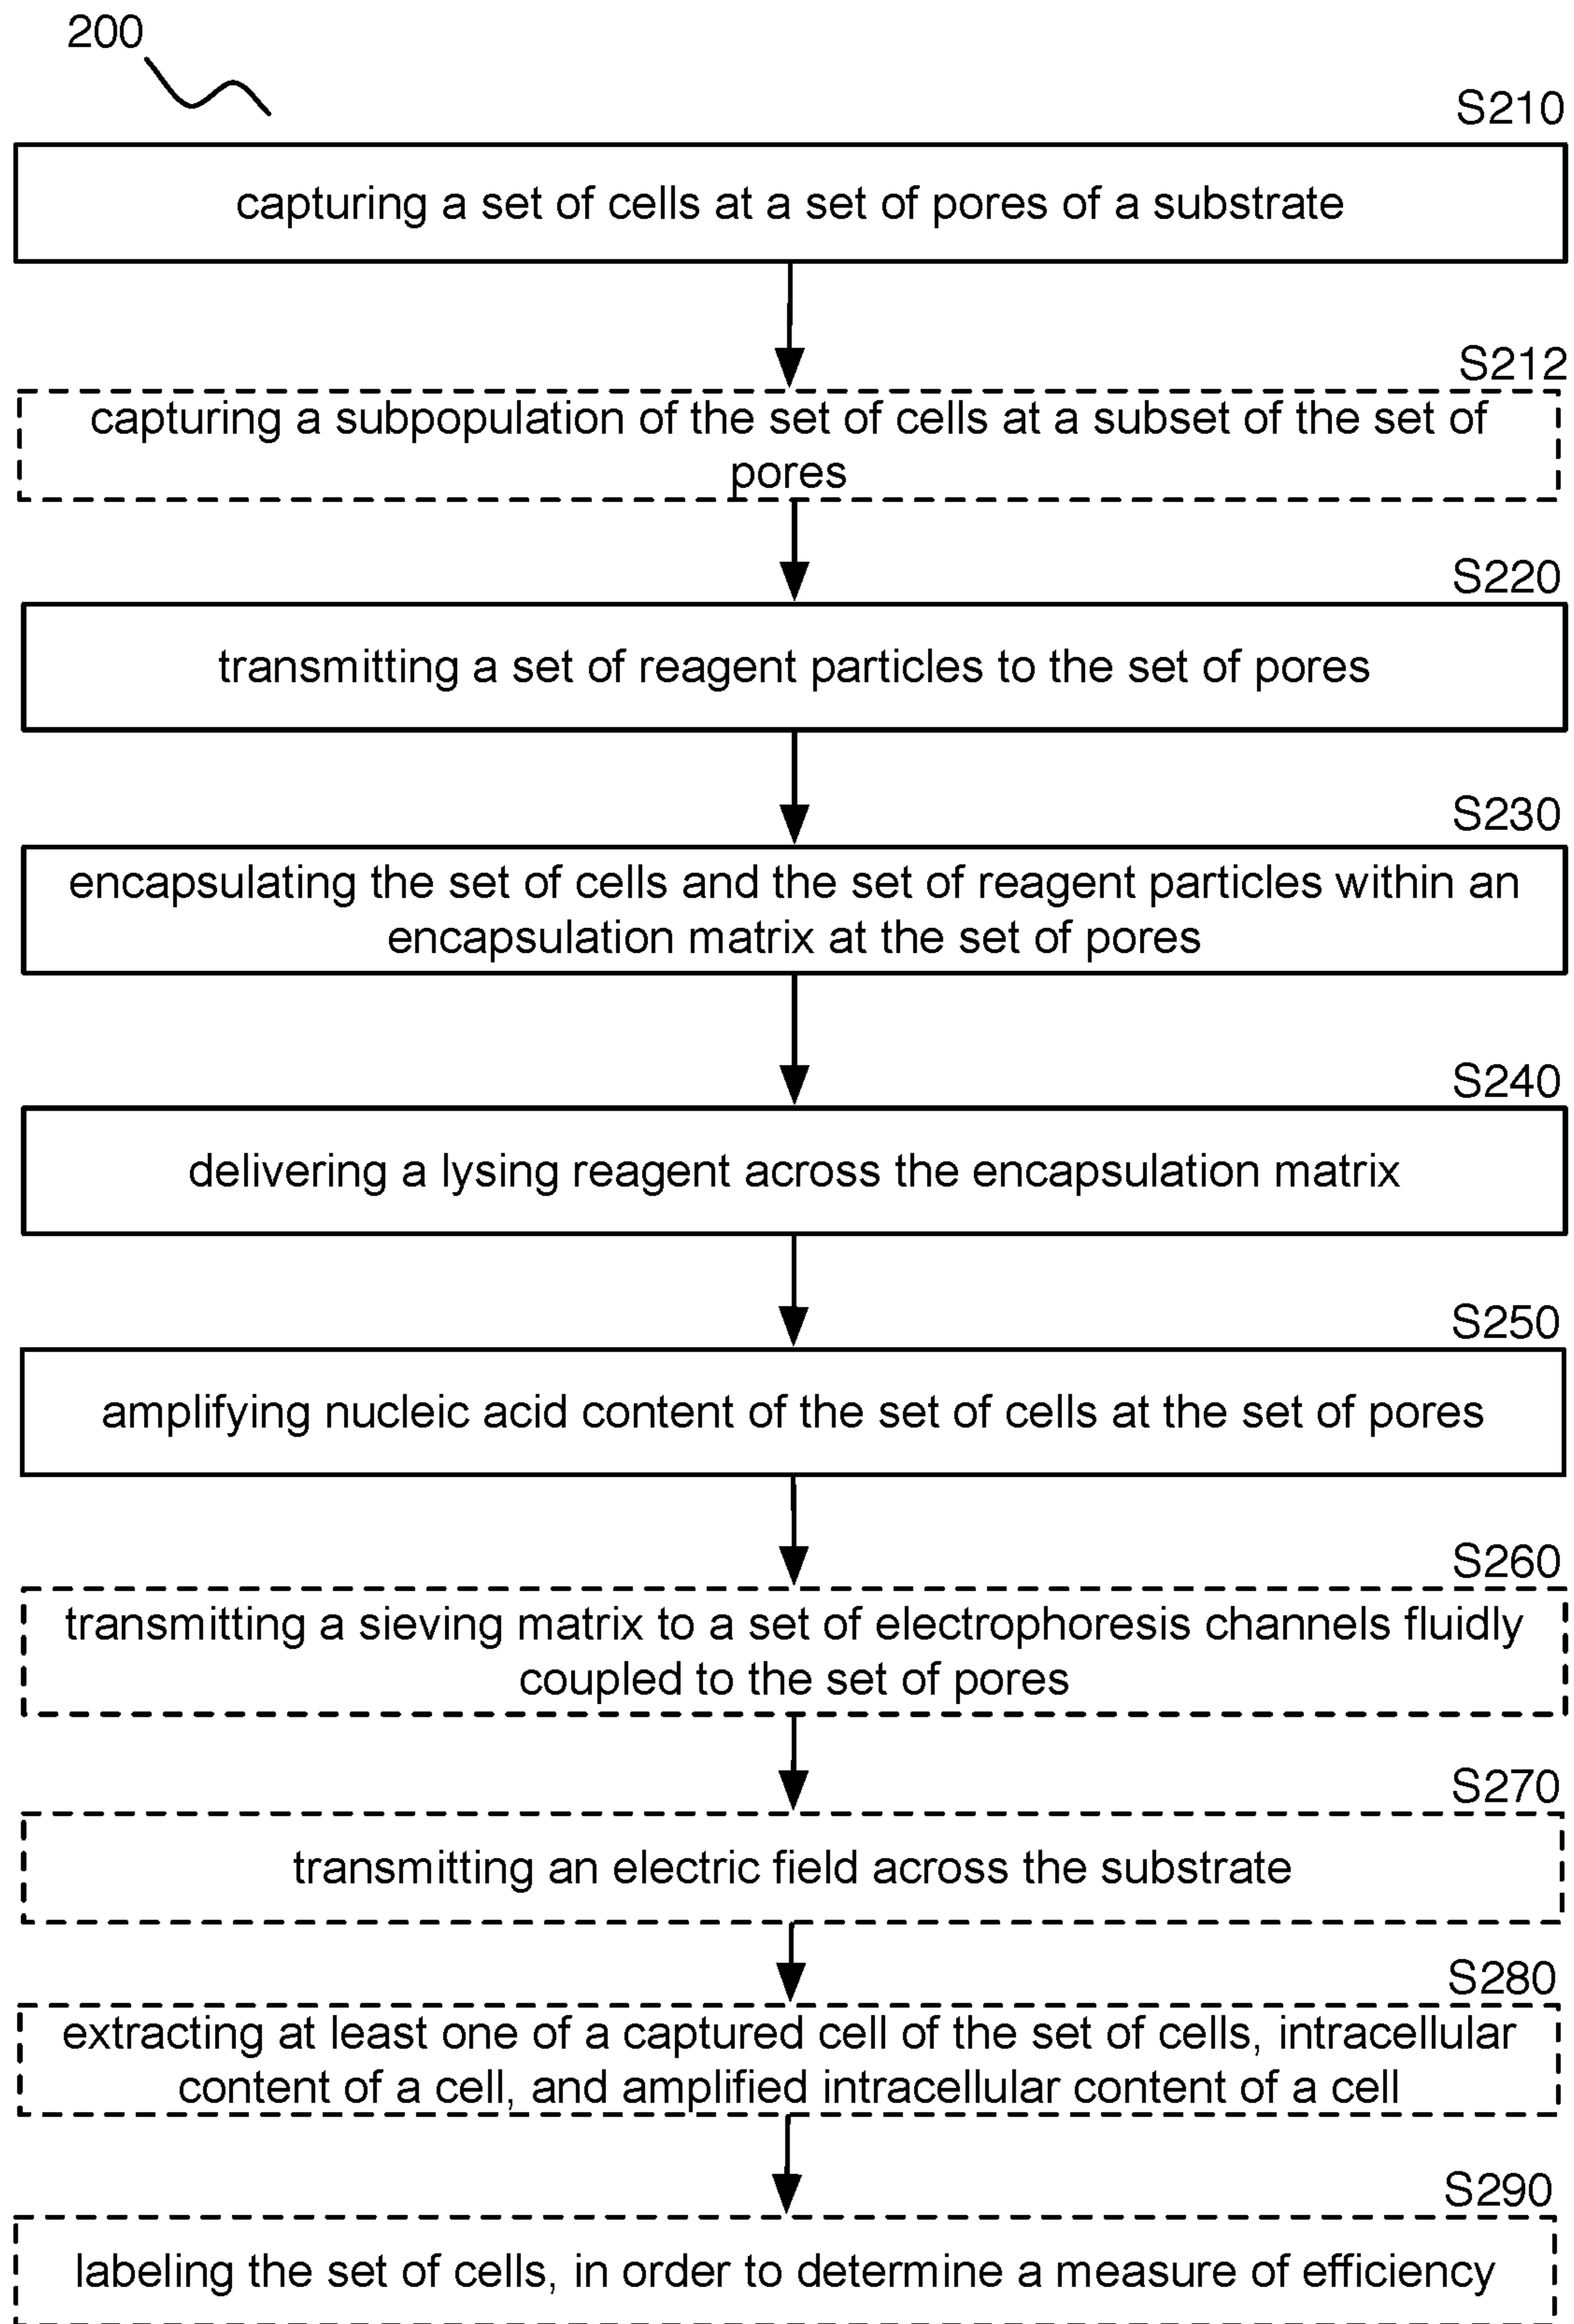 200
S210
capturing a set of cells at a set of pores of a substrate
S212
capturing a subpopulation of the set of cells at a subset of the set of
pores
S220
transmitting a set of reagent particles to the set of pores
S230
encapsulating the set of cells and the set of reagent particles within an
encapsulation matrix at the set of pores
S240
delivering a lysing reagent across the encapsulation matrix
S250
amplifying nucleic acid content of the set of cells at the set of pores
S260
transmitting a sieving matrix to a set of electrophoresis channels fluidly
coupled to the set of pores
S270
transmitting an electric field across the substrate
S280
extracting at least one of a captured cell of the set of cells, intracellular
content of a cell, and amplified intracellular content of a cell
S290
labeling the set of cells, in order to determine a measure of efficiency